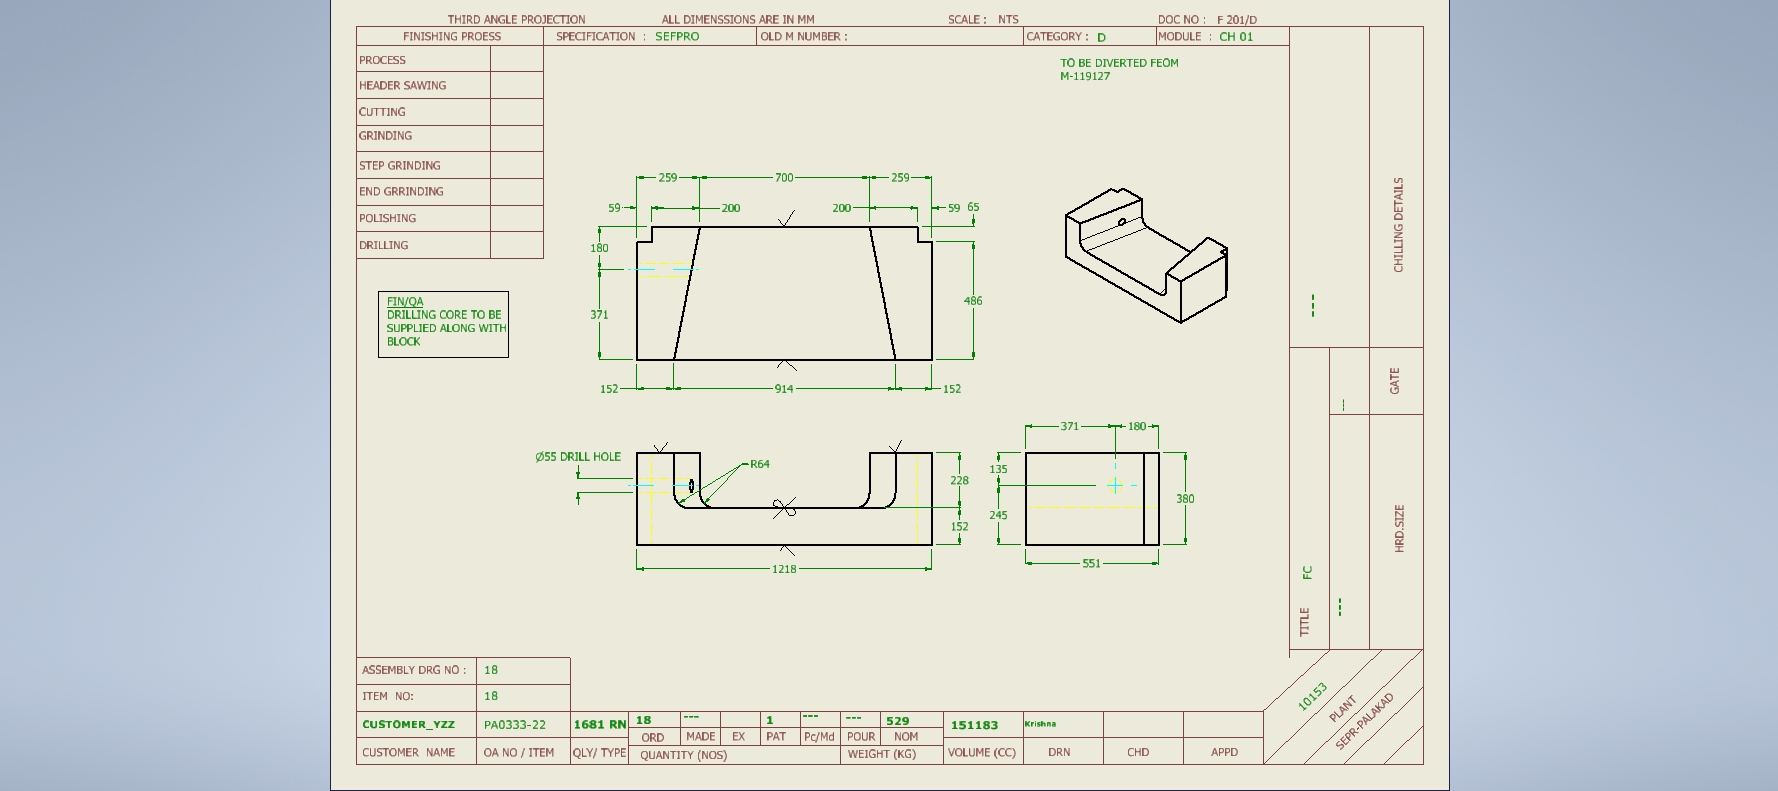 THIRD ANGLE PROJECTION ALL DIMENSSIONS ARE IN MM SCALE : NTS DOC NO : F 201/D
FINISHING PROESS SPECIFICATION : SEFPRO OLD M NUMBER : CATEGORY : D MODULE : CH 01
PROCESS
HEADER SAWING
CUTTING
GRINDING
STEP GRINDING
END GRRINDING
POLISHING
DRILLING
TO BE DIVERTED FEOM
M-119127
FIN/QA
DRILLING CORE TO BE
SUPPLIED ALONG WITH
BLOCK
259 700 259
59 200 200 59 65
180
371
486
152 914 152
Ø55 DRILL HOLE
R64
228
152
1218
371 180
135
245
380
551
CHILLING DETAILS
---
GATE
---
HRD.SIZE
---
TITLE FC
10153
PLANT
SEPR-PALAKAD
ASSEMBLY DRG NO : 18
ITEM NO: 18
CUSTOMER_YZZ PA0333-22 1681 RN 18 --- 1 --- --- 529 151183 Krishna
ORD MADE EX PAT Pc/Md POUR NOM
CUSTOMER NAME OA NO / ITEM QLY/ TYPE QUANTITY (NOS) WEIGHT (KG) VOLUME (CC) DRN CHD APPD